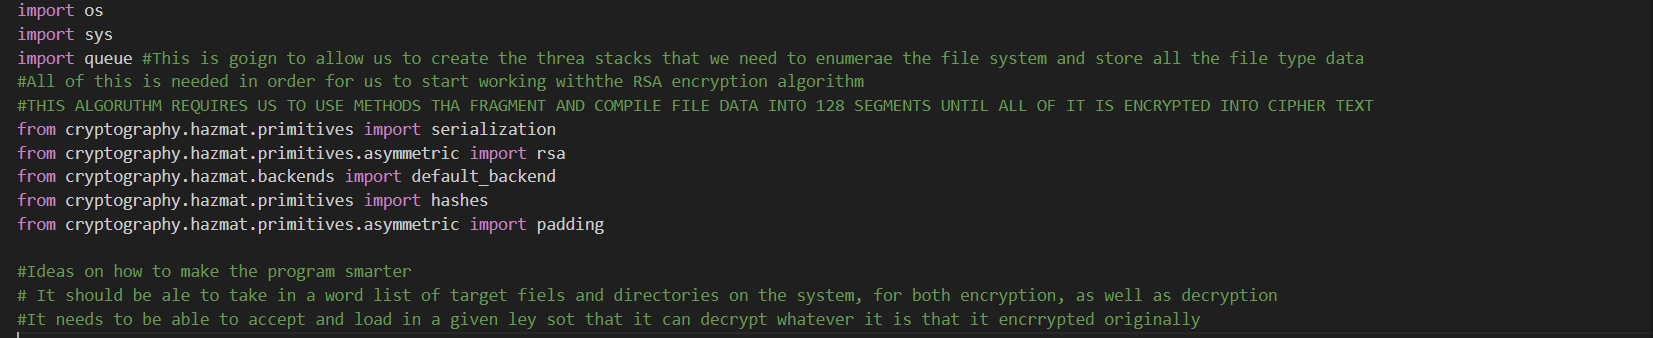 import os
import sys
import queue #This is goign to allow us to create the threa stacks that we need to enumerae the file system and store all the file type data
#All of this is needed in order for us to start working withthe RSA encryption algorithm
#THIS ALGORUTHM REQUIRES US TO USE METHODS THA FRAGMENT AND COMPILE FILE DATA INTO 128 SEGMENTS UNTIL ALL OF IT IS ENCRYPTED INTO CIPHER TEXT
from cryptography.hazmat.primitives import serialization
from cryptography.hazmat.primitives.asymmetric import rsa
from cryptography.hazmat.backends import default_backend
from cryptography.hazmat.primitives import hashes
from cryptography.hazmat.primitives.asymmetric import padding
#Ideas on how to make the program smarter
# It should be ale to take in a word list of target fiels and directories on the system, for both encryption, as well as decryption
#It needs to be able to accept and load in a given ley sot that it can decrypt whatever it is that it encrrypted originally